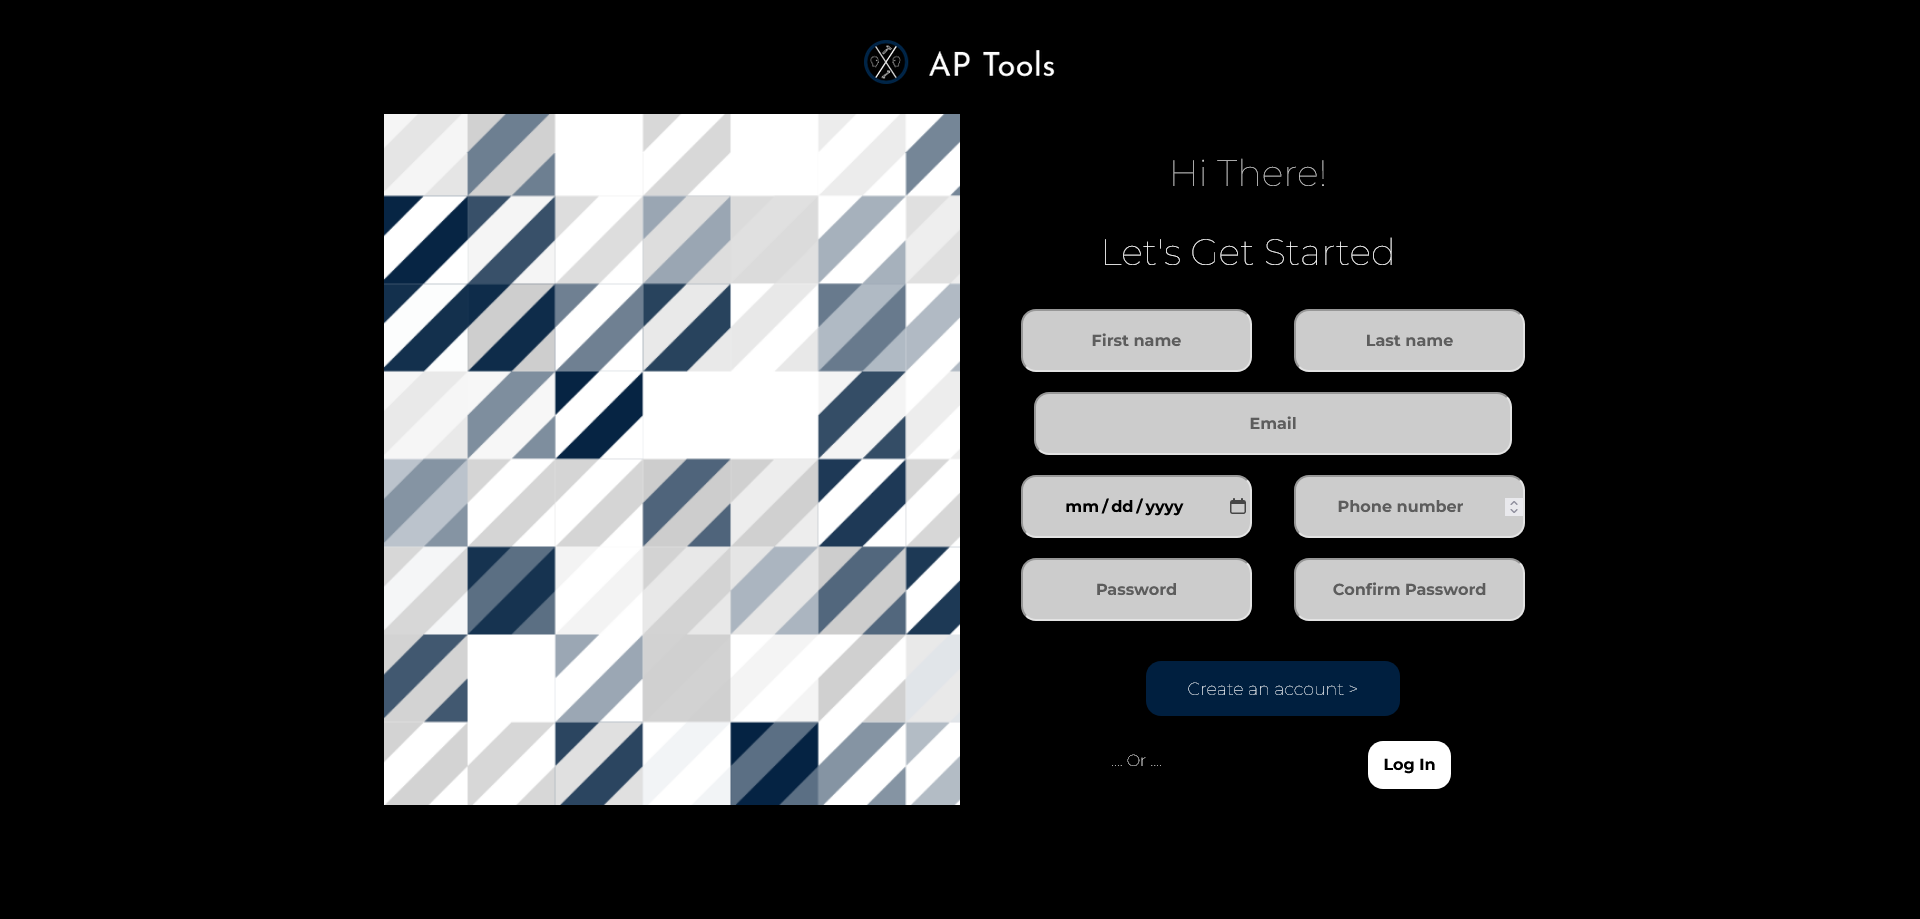 AP Tools
Hi There!
Let's Get Started
First name
Last name
Email
mm/dd/yyyy
Phone number
Password
Confirm Password
Create an account >
.... Or ....
Log In